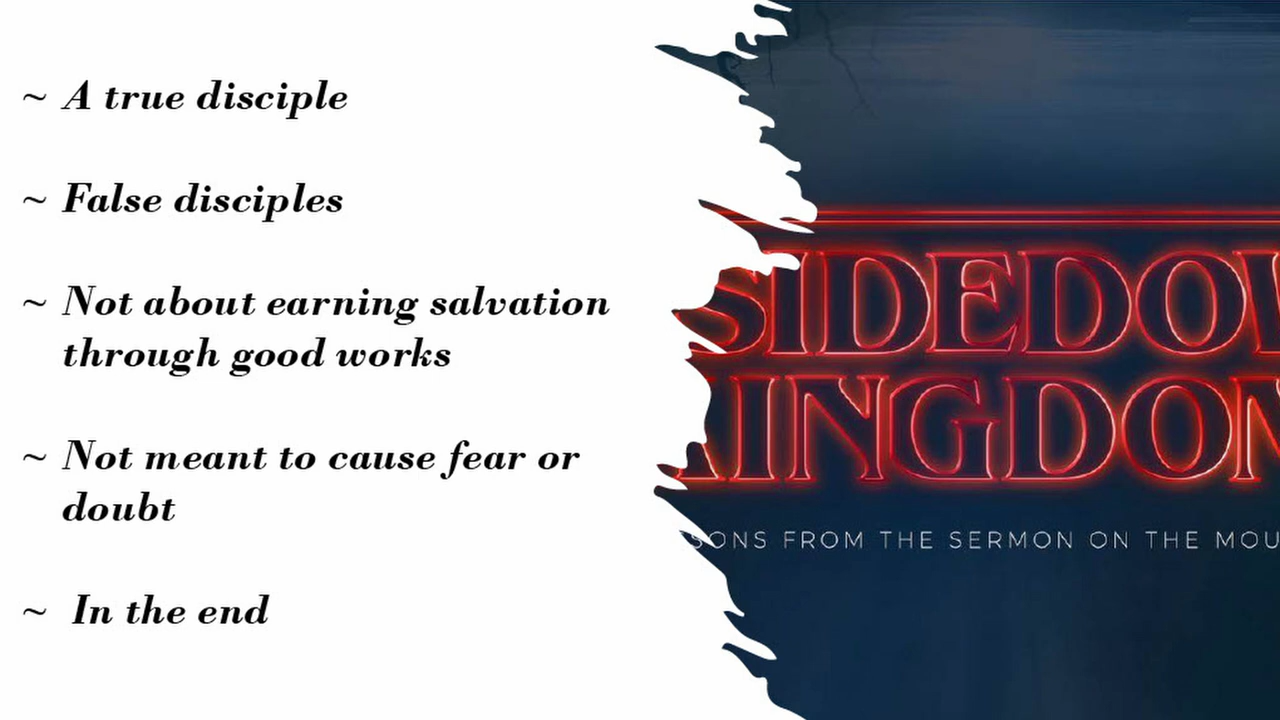 ~ A true disciple
~ False disciples
~ Not about earning salvation
through good works
~ Not meant to cause fear or
doubt
~ In the end
SIDEDOW
KINGDOM
SONS FROM THE SERMON ON THE MOU